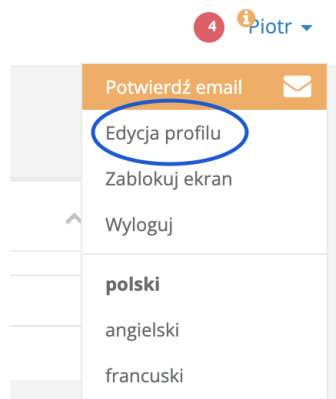 4 i Piotr
Potwierdź email
Edycja profilu
Zablokuj ekran
Wyloguj
polski
angielski
francuski